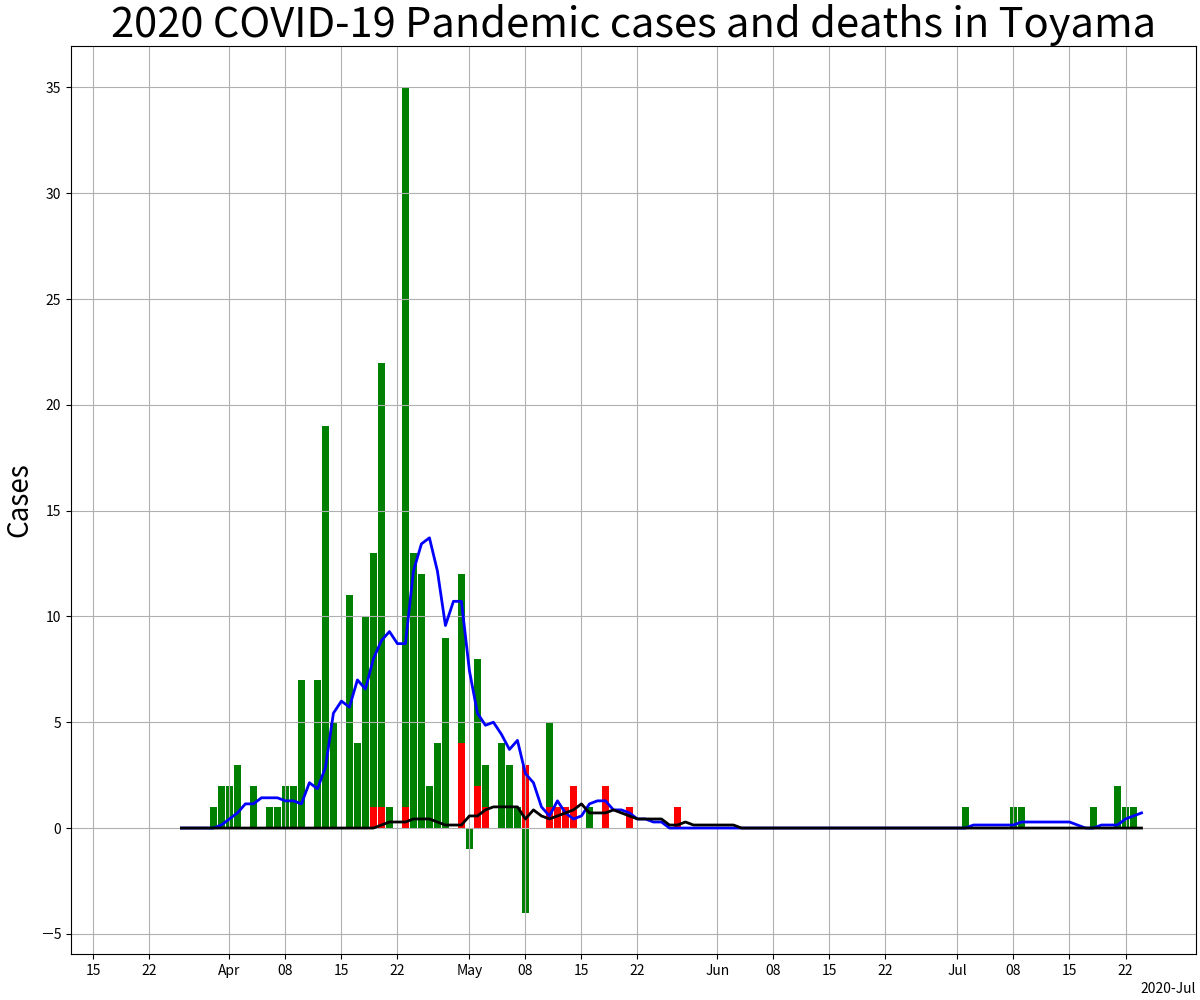 2020 COVID-19 Pandemic cases and deaths in Toyama
Cases
35
30
25
20
15
10
5
0
−5
15 22 Apr 08 15 22 May 08 15 22 Jun 08 15 22 Jul 08 15 22
2020-Jul